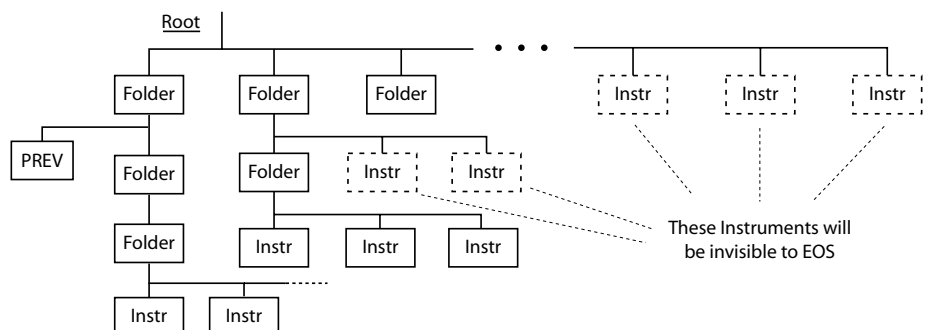 Root
Folder
Folder
Folder
Instr
Instr
Instr
PREV
Folder
Folder
Instr
Instr
Folder
Instr
Instr
Instr
These Instruments will
be invisible to EOS
Instr
Instr